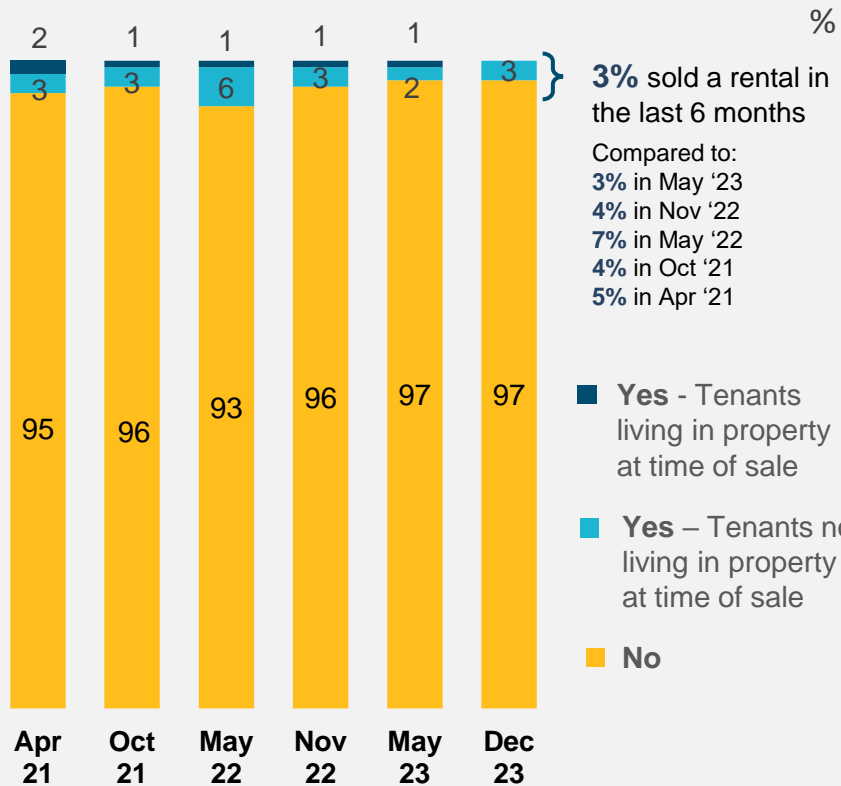 %
2 1 1 1 1
3 3 6 3 2 3
95 96 93 96 97 97
Apr 21
Oct 21
May 22
Nov 22
May 23
Dec 23
3% sold a rental in
the last 6 months
Compared to:
3% in May ‘23
4% in Nov ‘22
7% in May ‘22
4% in Oct ‘21
5% in Apr ‘21
Yes - Tenants
living in property
at time of sale
Yes – Tenants
living in property
at time of sale
No